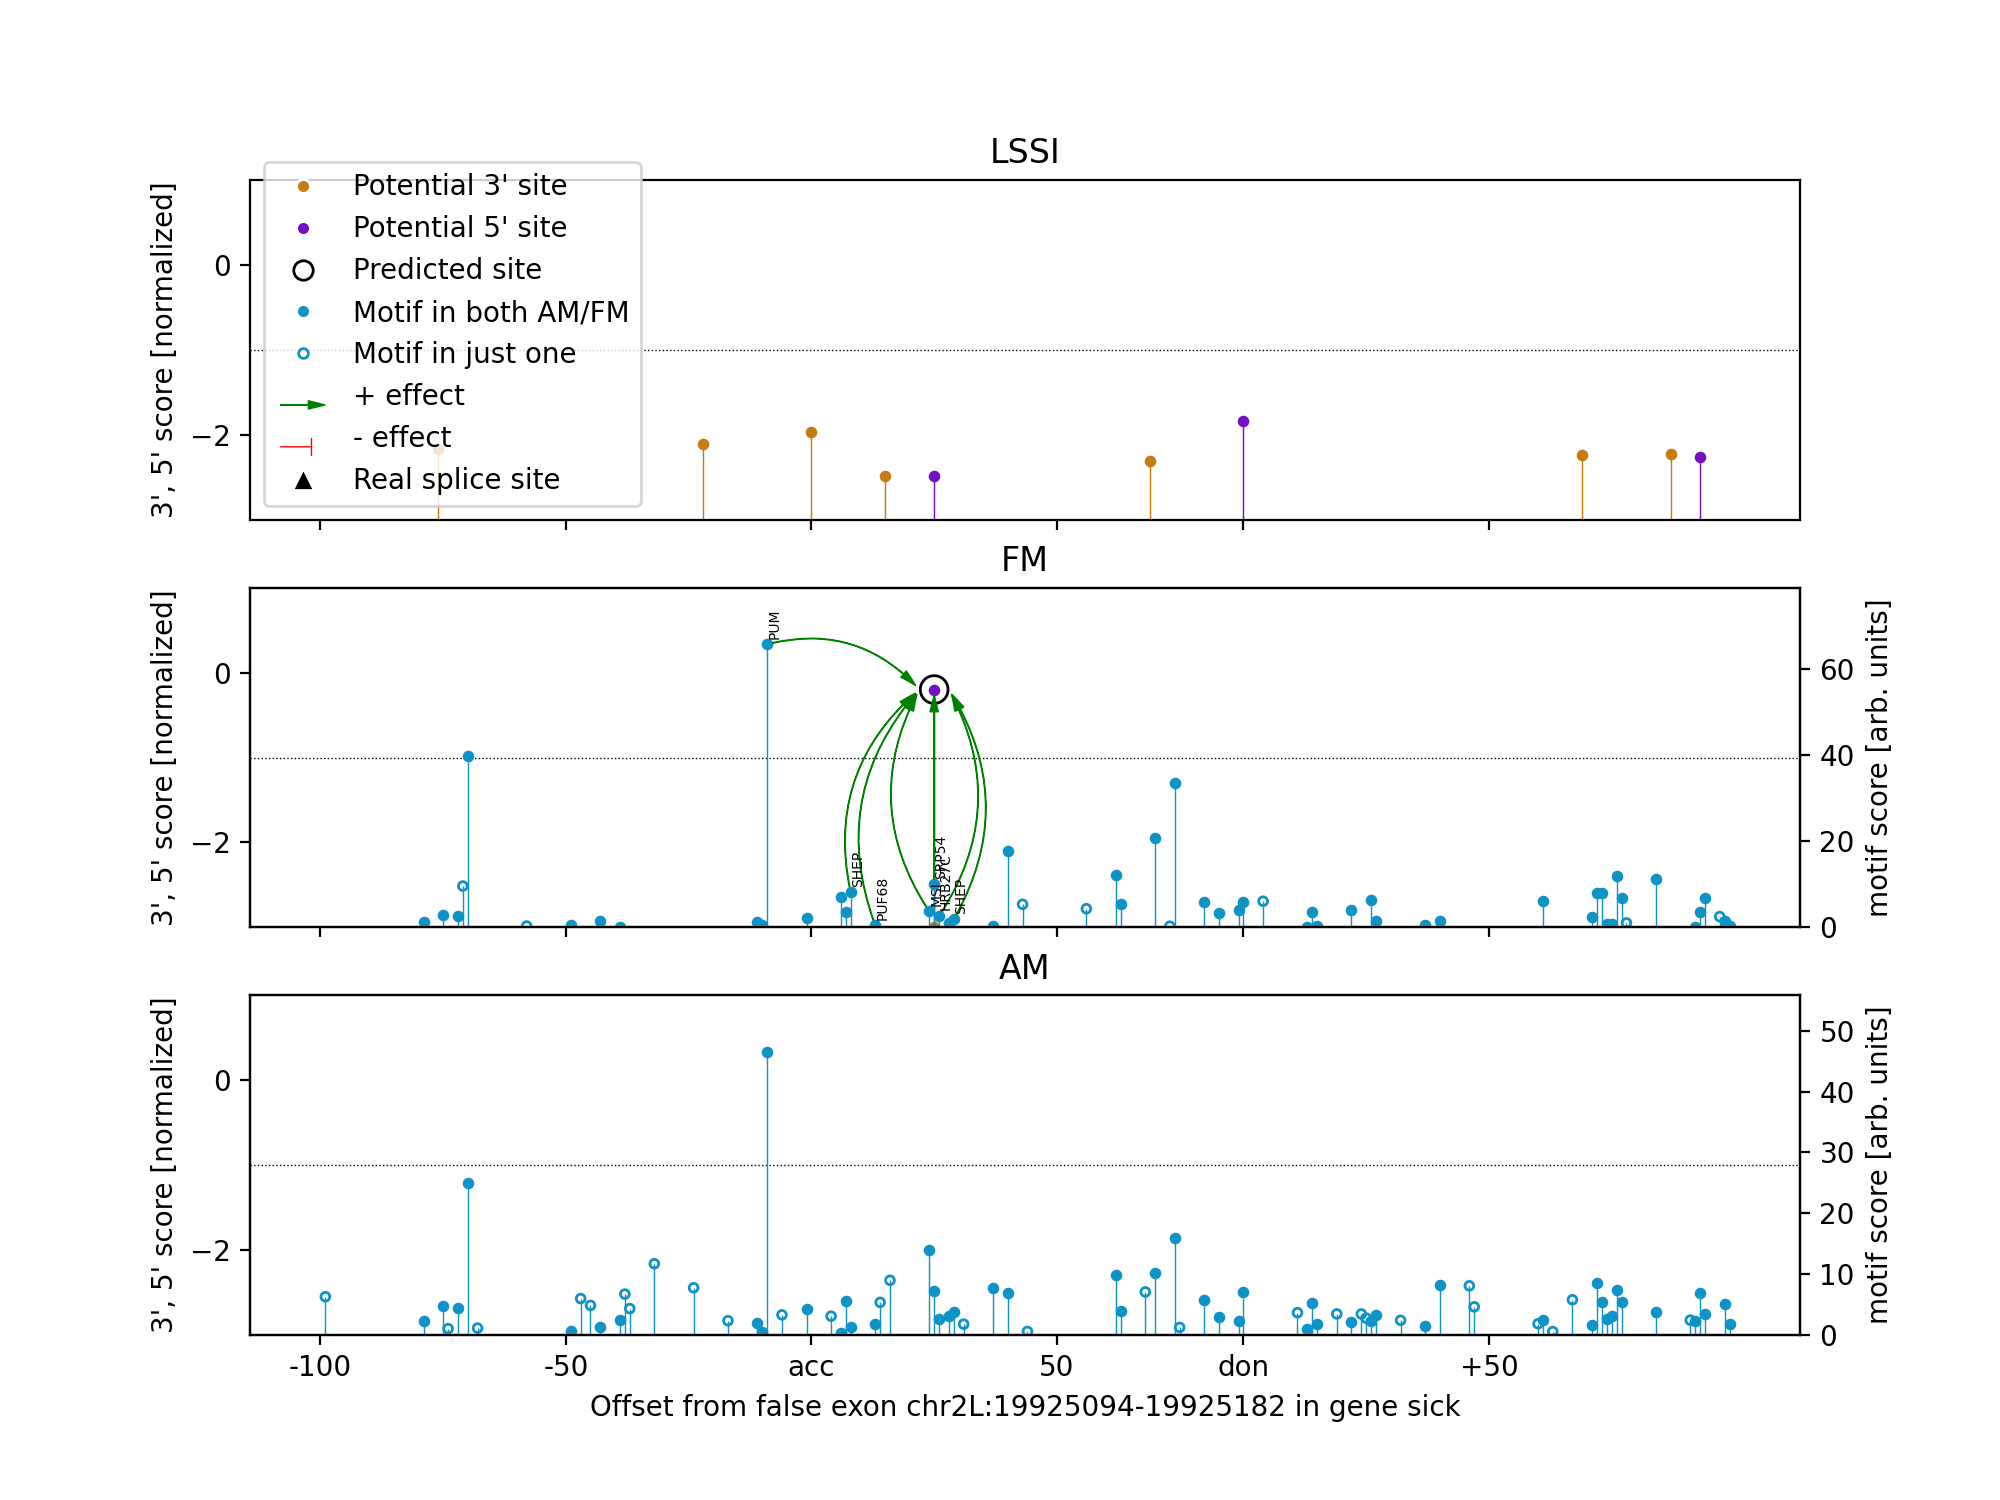 LSSI
3', 5' score [normalized]
0
−2
Potential 3' site
Potential 5' site
Predicted site
Motif in both AM/FM
Motif in just one
+ effect
- effect
Real splice site
FM
3', 5' score [normalized]
0
−2
PUM
SHEP
PUF68
SHEP
60
40
20
0
motif score [arb. units]
AM
3', 5' score [normalized]
0
−2
50
40
30
20
10
0
motif score [arb. units]
-100
-50
acc
50
don
+50
Offset from false exon chr2L:19925094-19925182 in gene sick